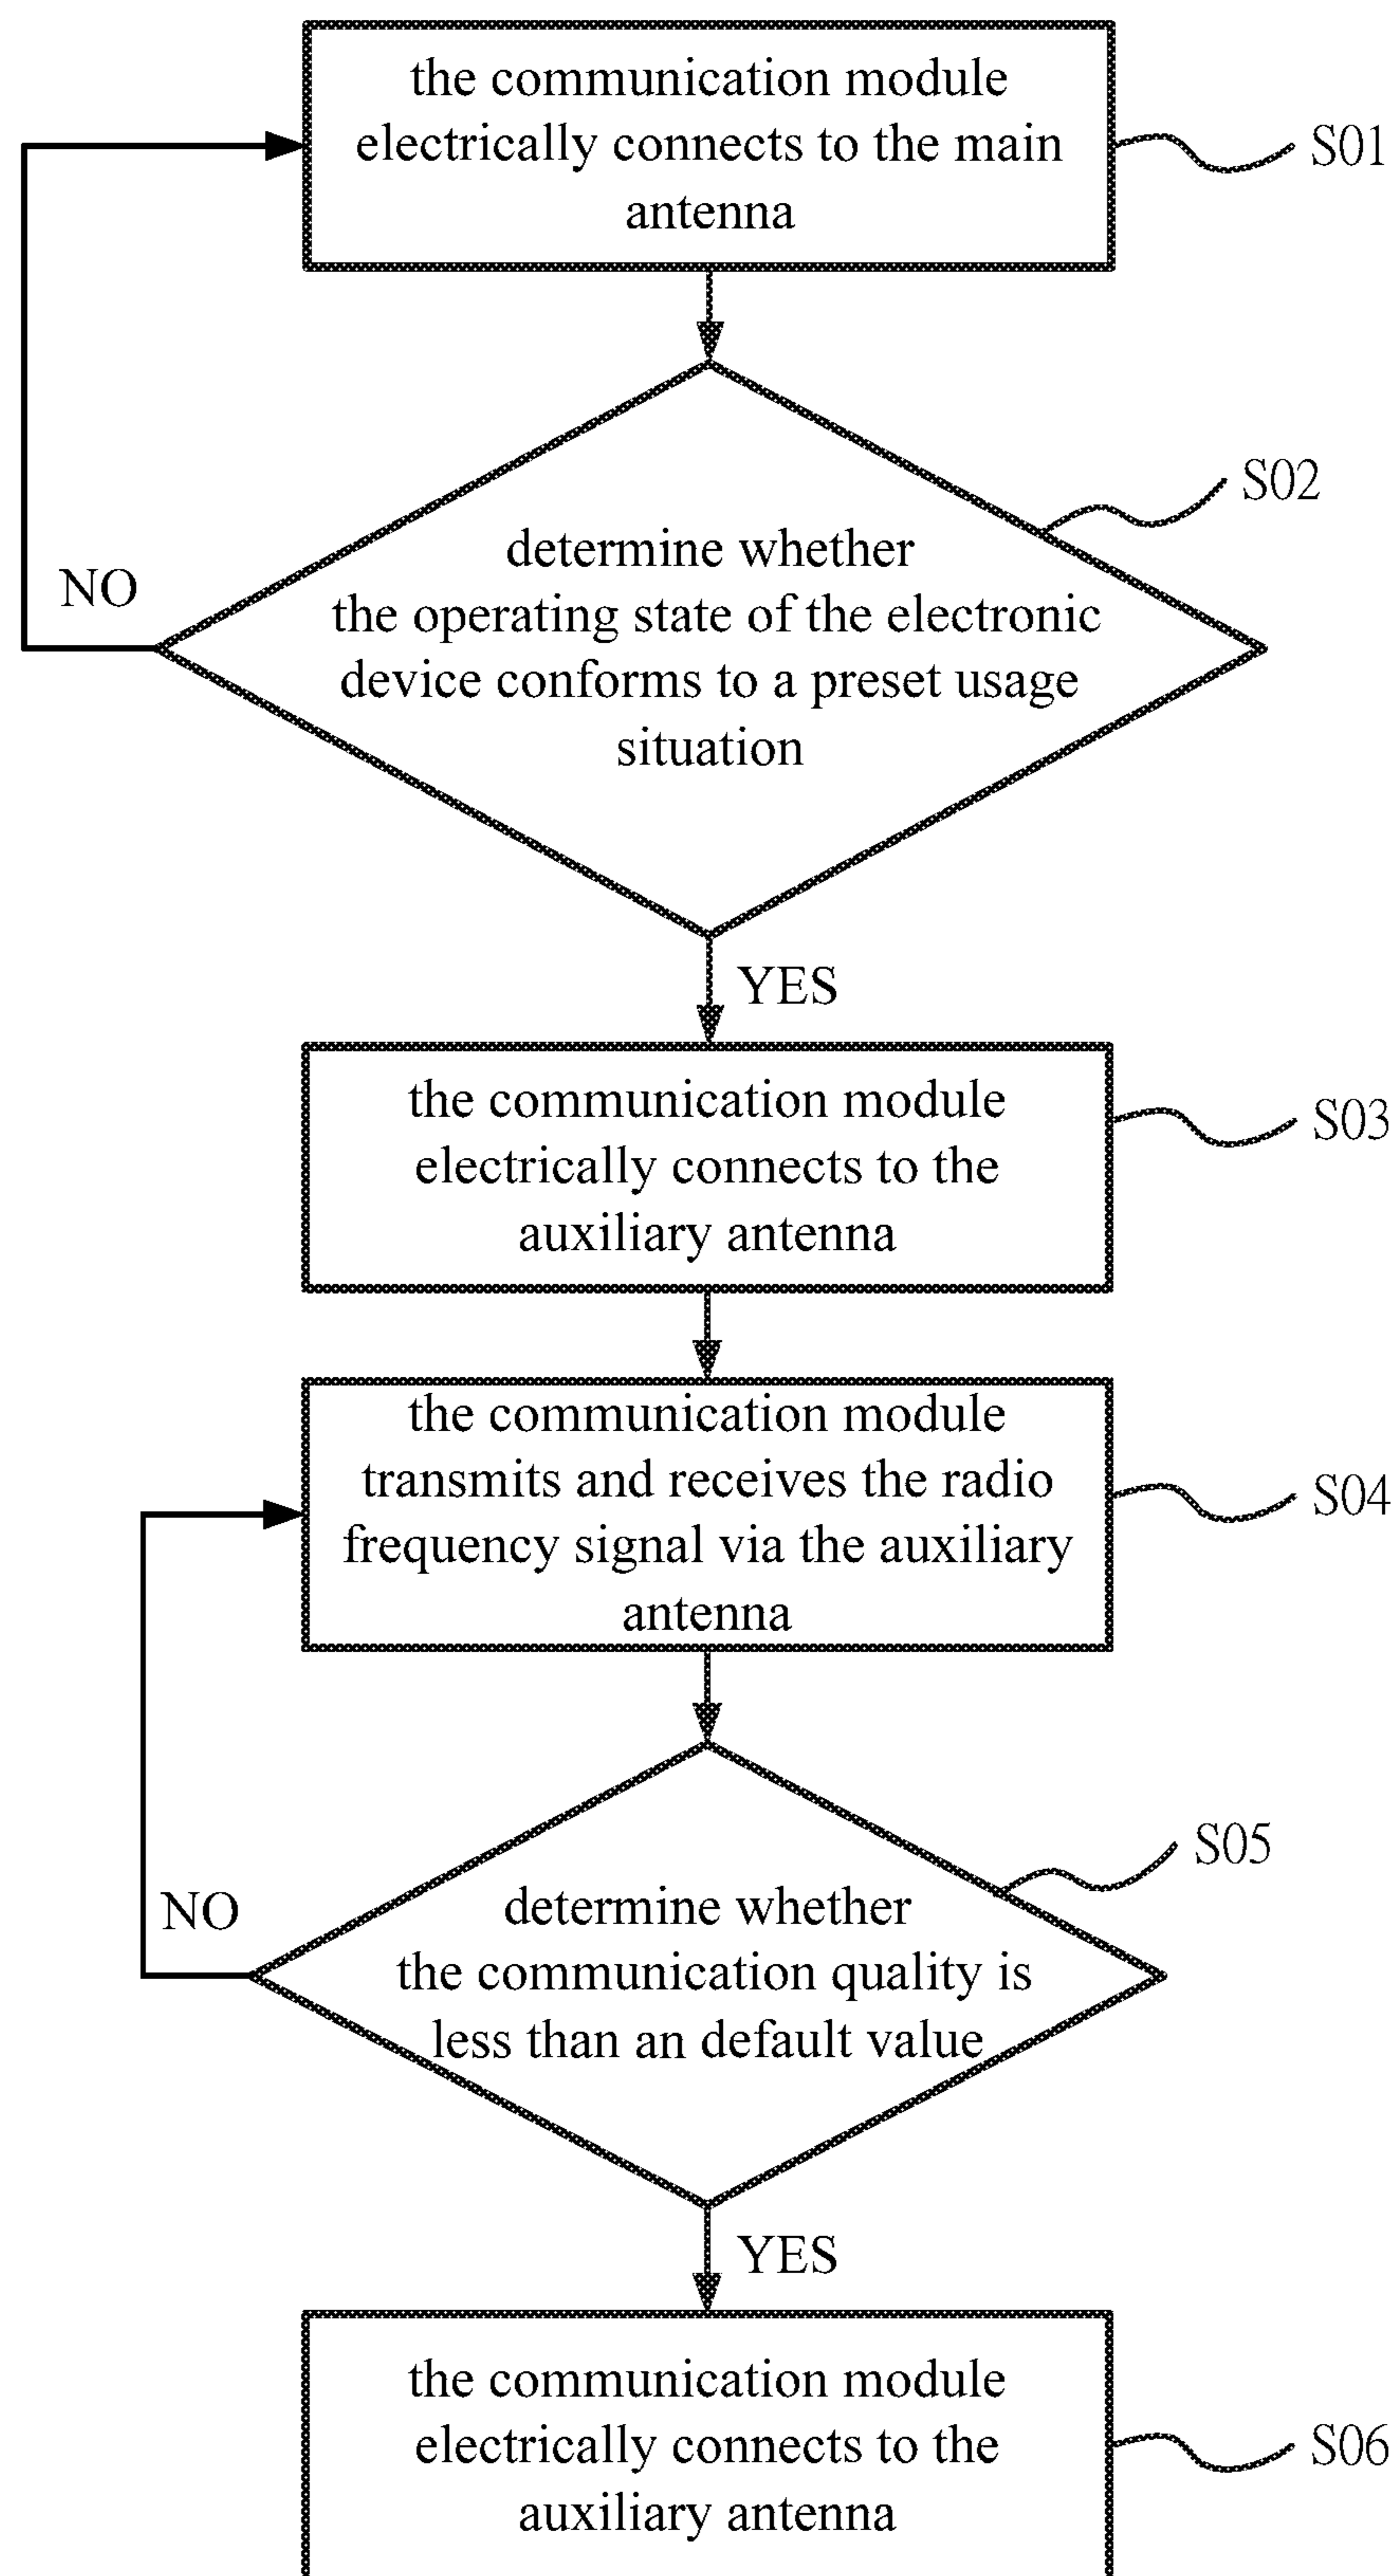 the communication module
electrically connects to the main
antenna
S01
S02
determine whether
the operating state of the electronic
device conforms to a preset usage
situation
NO
YES
the communication module
electrically connects to the
auxiliary antenna
S03
the communication module
transmits and receives the radio
frequency signal via the auxiliary
antenna
S04
S05
determine whether
the communication quality is
less than an default value
NO
YES
the communication module
electrically connects to the
auxiliary antenna
S06